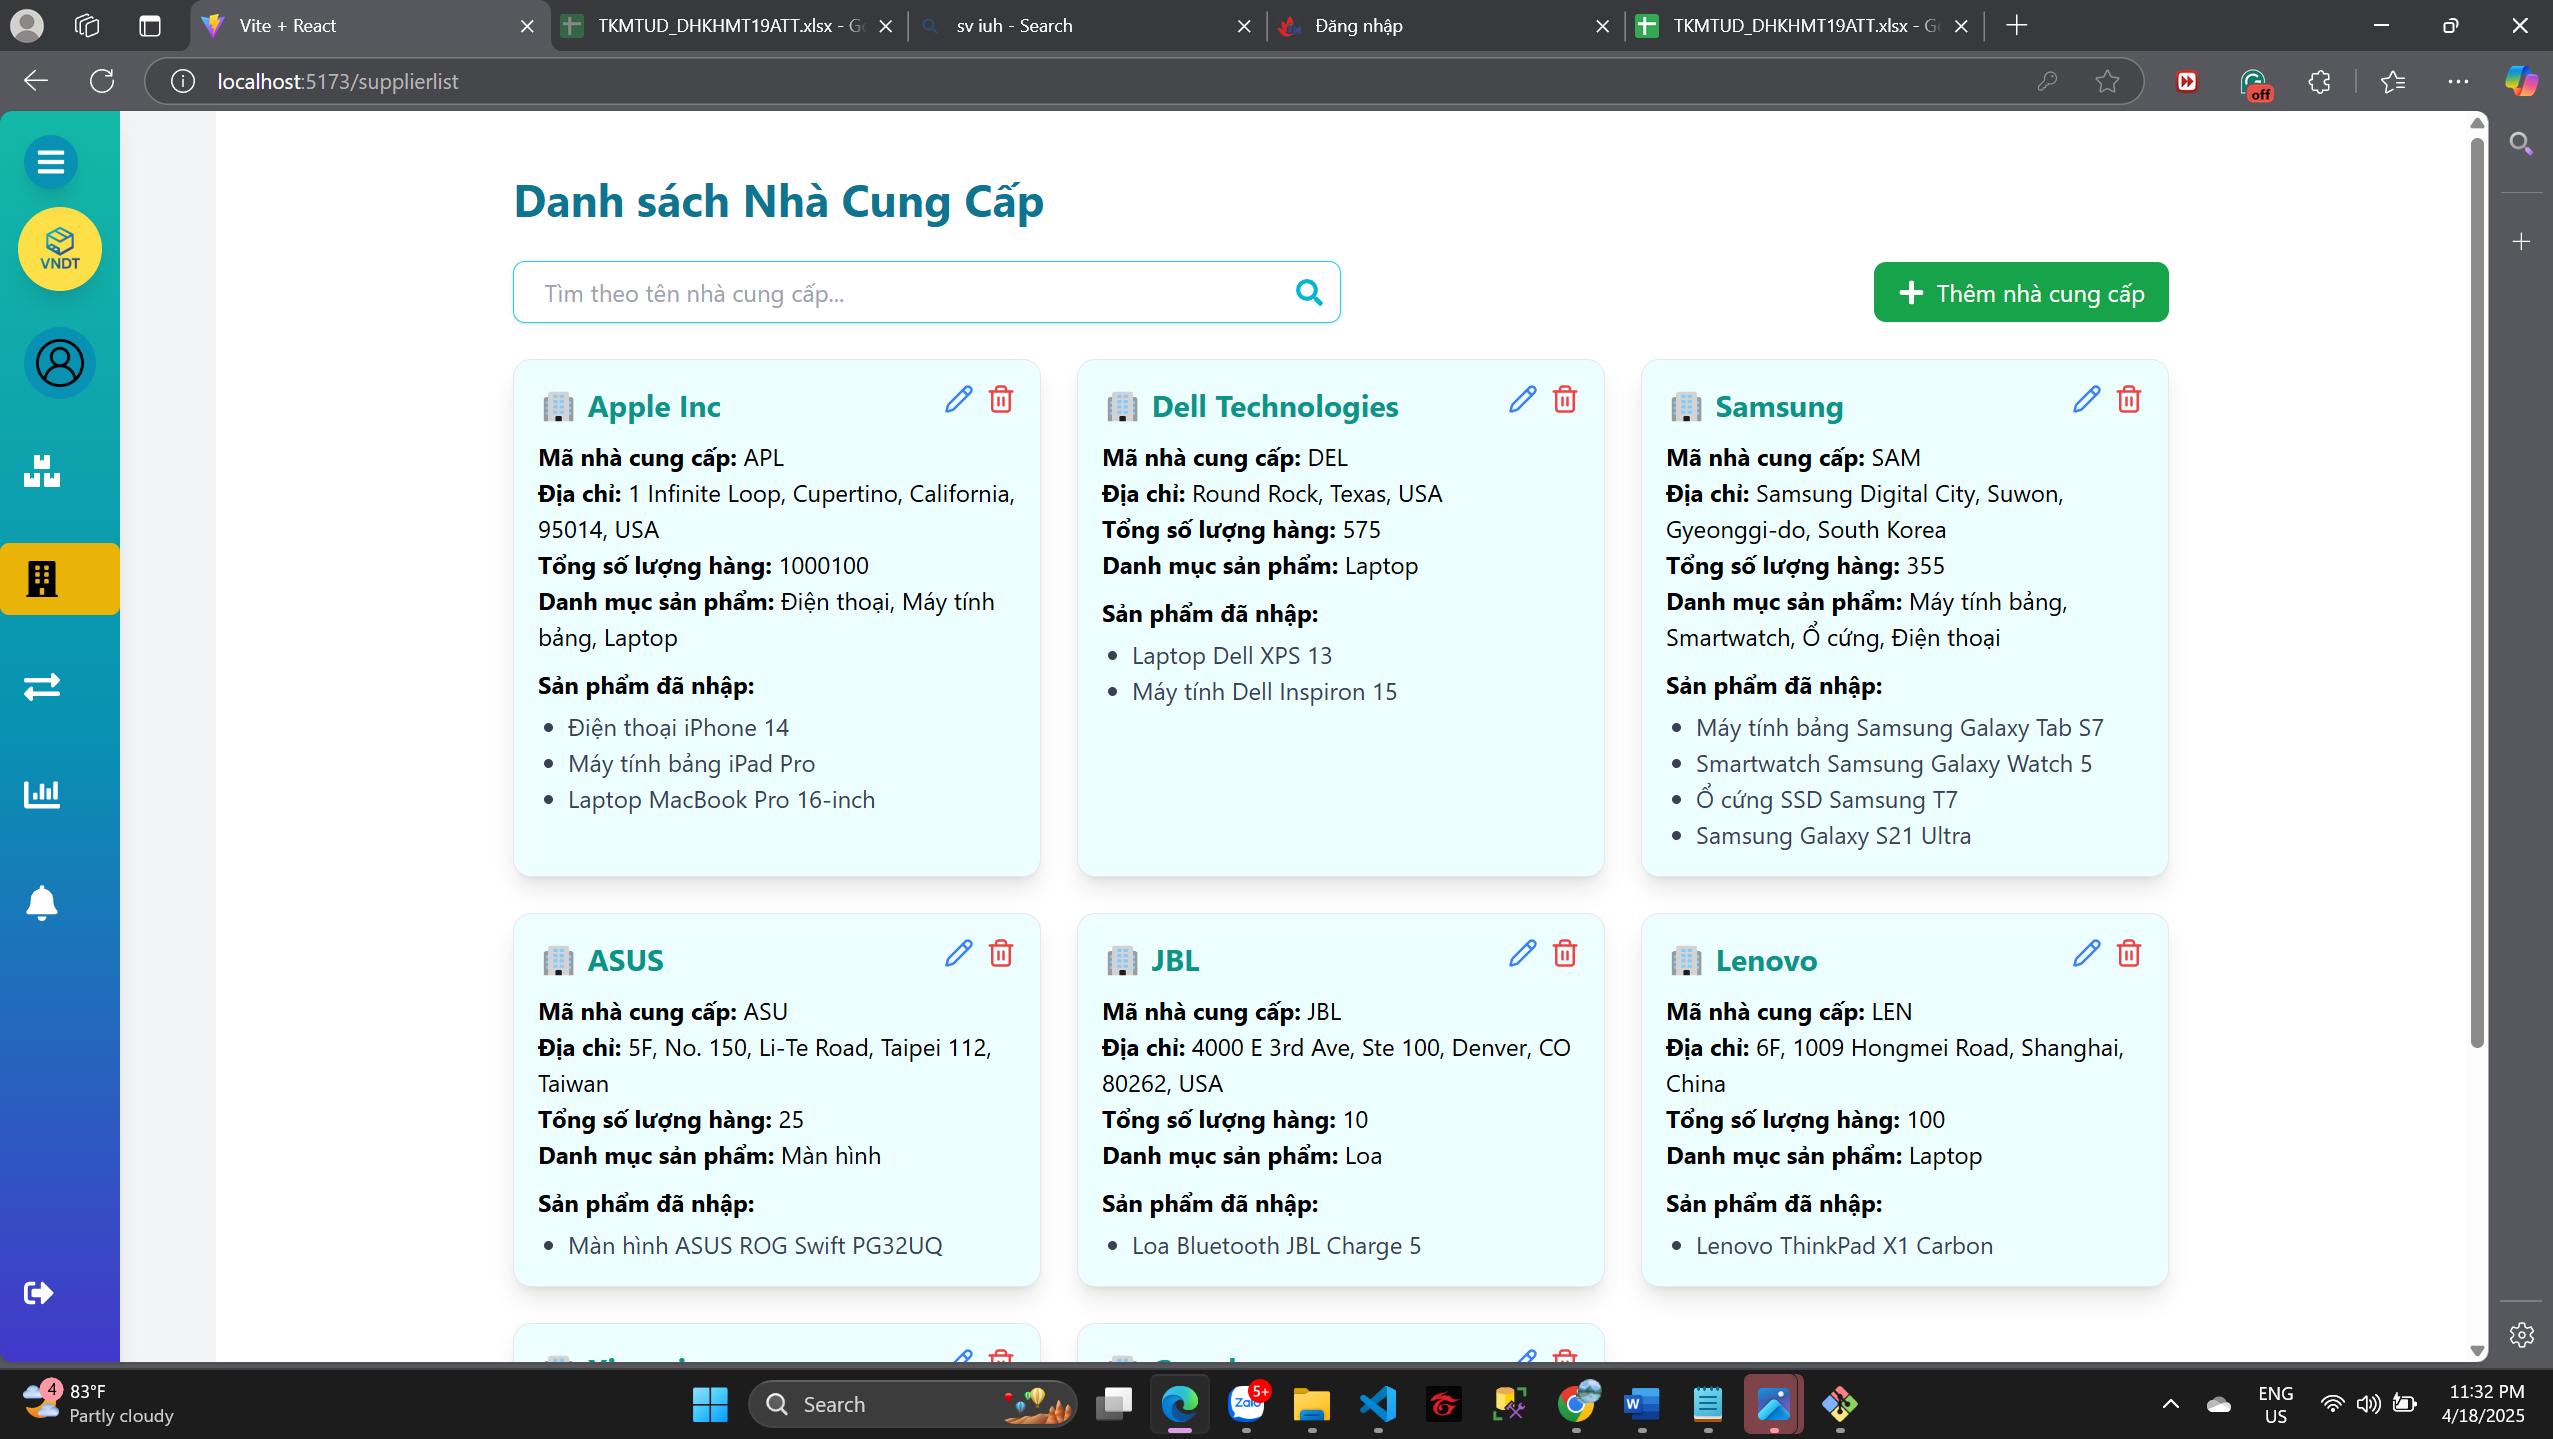 Vite + React
TKMTUD_DHKHMT19ATT.xlsx - Go
sv iuh - Search
Đăng nhập
TKMTUD_DHKHMT19ATT.xlsx - Go
localhost:5173/supplierlist
off
VNDT
Danh sách Nhà Cung Cấp
Tìm theo tên nhà cung cấp...
Thêm nhà cung cấp
Apple Inc
Mã nhà cung cấp: APL
Địa chỉ: 1 Infinite Loop, Cupertino, California,
95014, USA
Tổng số lượng hàng: 1000100
Danh mục sản phẩm: Điện thoại, Máy tính
bảng, Laptop
Sản phẩm đã nhập:
Điện thoại iPhone 14
Máy tính bảng iPad Pro
Laptop MacBook Pro 16-inch
Dell Technologies
Mã nhà cung cấp: DEL
Địa chỉ: Round Rock, Texas, USA
Tổng số lượng hàng: 575
Danh mục sản phẩm: Laptop
Sản phẩm đã nhập:
Laptop Dell XPS 13
Máy tính Dell Inspiron 15
Samsung
Mã nhà cung cấp: SAM
Địa chỉ: Samsung Digital City, Suwon,
Gyeonggi-do, South Korea
Tổng số lượng hàng: 355
Danh mục sản phẩm: Máy tính bảng,
Smartwatch, Ổ cứng, Điện thoại
Sản phẩm đã nhập:
Máy tính bảng Samsung Galaxy Tab S7
Smartwatch Samsung Galaxy Watch 5
Ổ cứng SSD Samsung T7
Samsung Galaxy S21 Ultra
ASUS
Mã nhà cung cấp: ASU
Địa chỉ: 5F, No. 150, Li-Te Road, Taipei 112,
Taiwan
Tổng số lượng hàng: 25
Danh mục sản phẩm: Màn hình
Sản phẩm đã nhập:
Màn hình ASUS ROG Swift PG32UQ
JBL
Mã nhà cung cấp: JBL
Địa chỉ: 4000 E 3rd Ave, Ste 100, Denver, CO
80262, USA
Tổng số lượng hàng: 10
Danh mục sản phẩm: Loa
Sản phẩm đã nhập:
Loa Bluetooth JBL Charge 5
Lenovo
Mã nhà cung cấp: LEN
Địa chỉ: 6F, 1009 Hongmei Road, Shanghai,
China
Tổng số lượng hàng: 100
Danh mục sản phẩm: Laptop
Sản phẩm đã nhập:
Lenovo ThinkPad X1 Carbon
4
83°F
Partly cloudy
Search
Zalo
5+
ENG
US
11:32 PM
4/18/2025